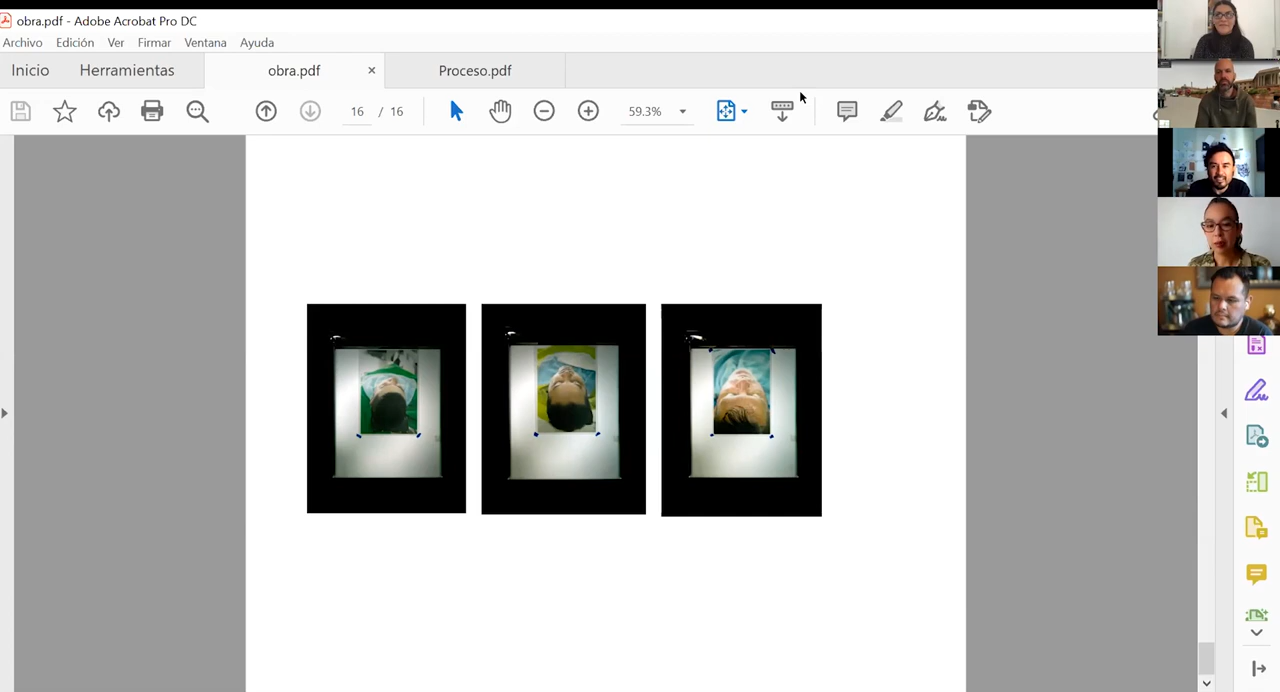 obra.pdf - Adobe Acrobat Pro DC
Archivo Edición Ver Firmar Ventana Ayuda
Inicio Herramientas obra.pdf × Proceso.pdf
16 / 16 59.3%